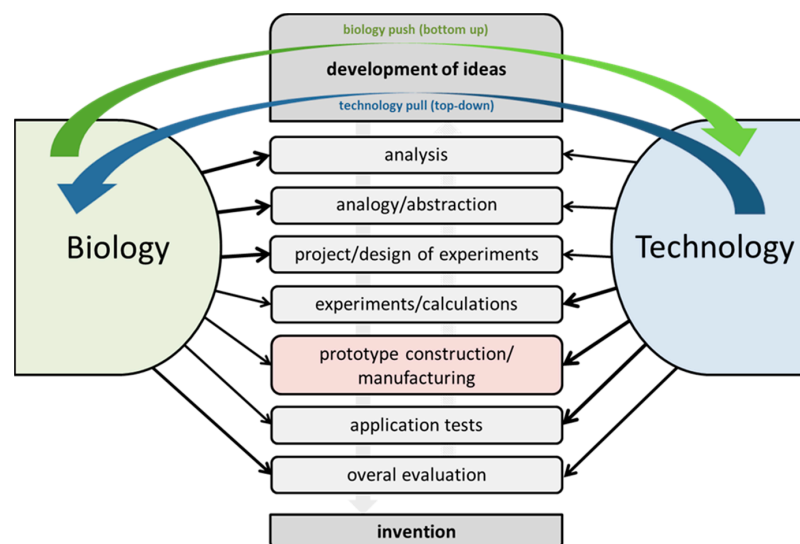 biology push (bottom up)
development of ideas
technology pull (top-down)
analysis
analogy/abstraction
Biology
Technology
project/design of experiments
experiments/calculations
prototype construction/
manufacturing
application tests
overal evaluation
invention